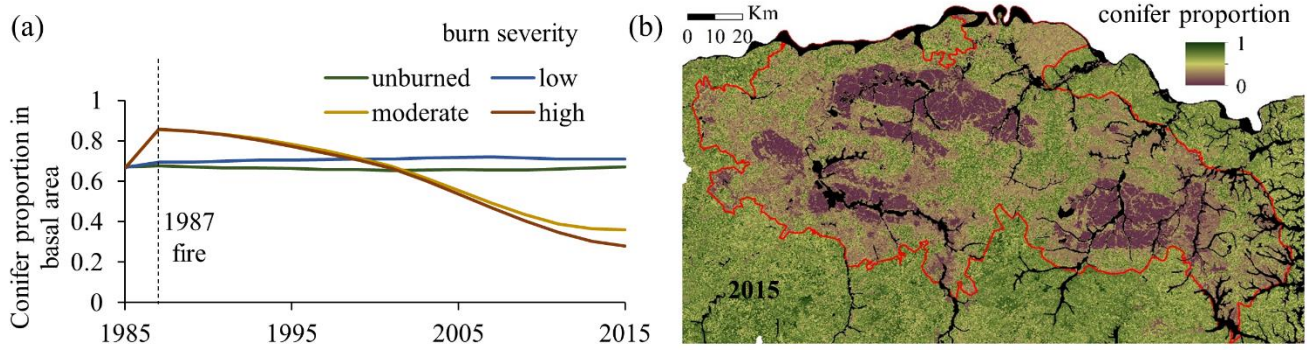 (a)
burn severity
unburned
low
moderate
high
Conifer proportion in
basal area
1
0.8
0.6
0.4
0.2
0
1987
fire
1985
1995
2005
2015
(b)
Km
0 10 20
conifer proportion
1
0
2015